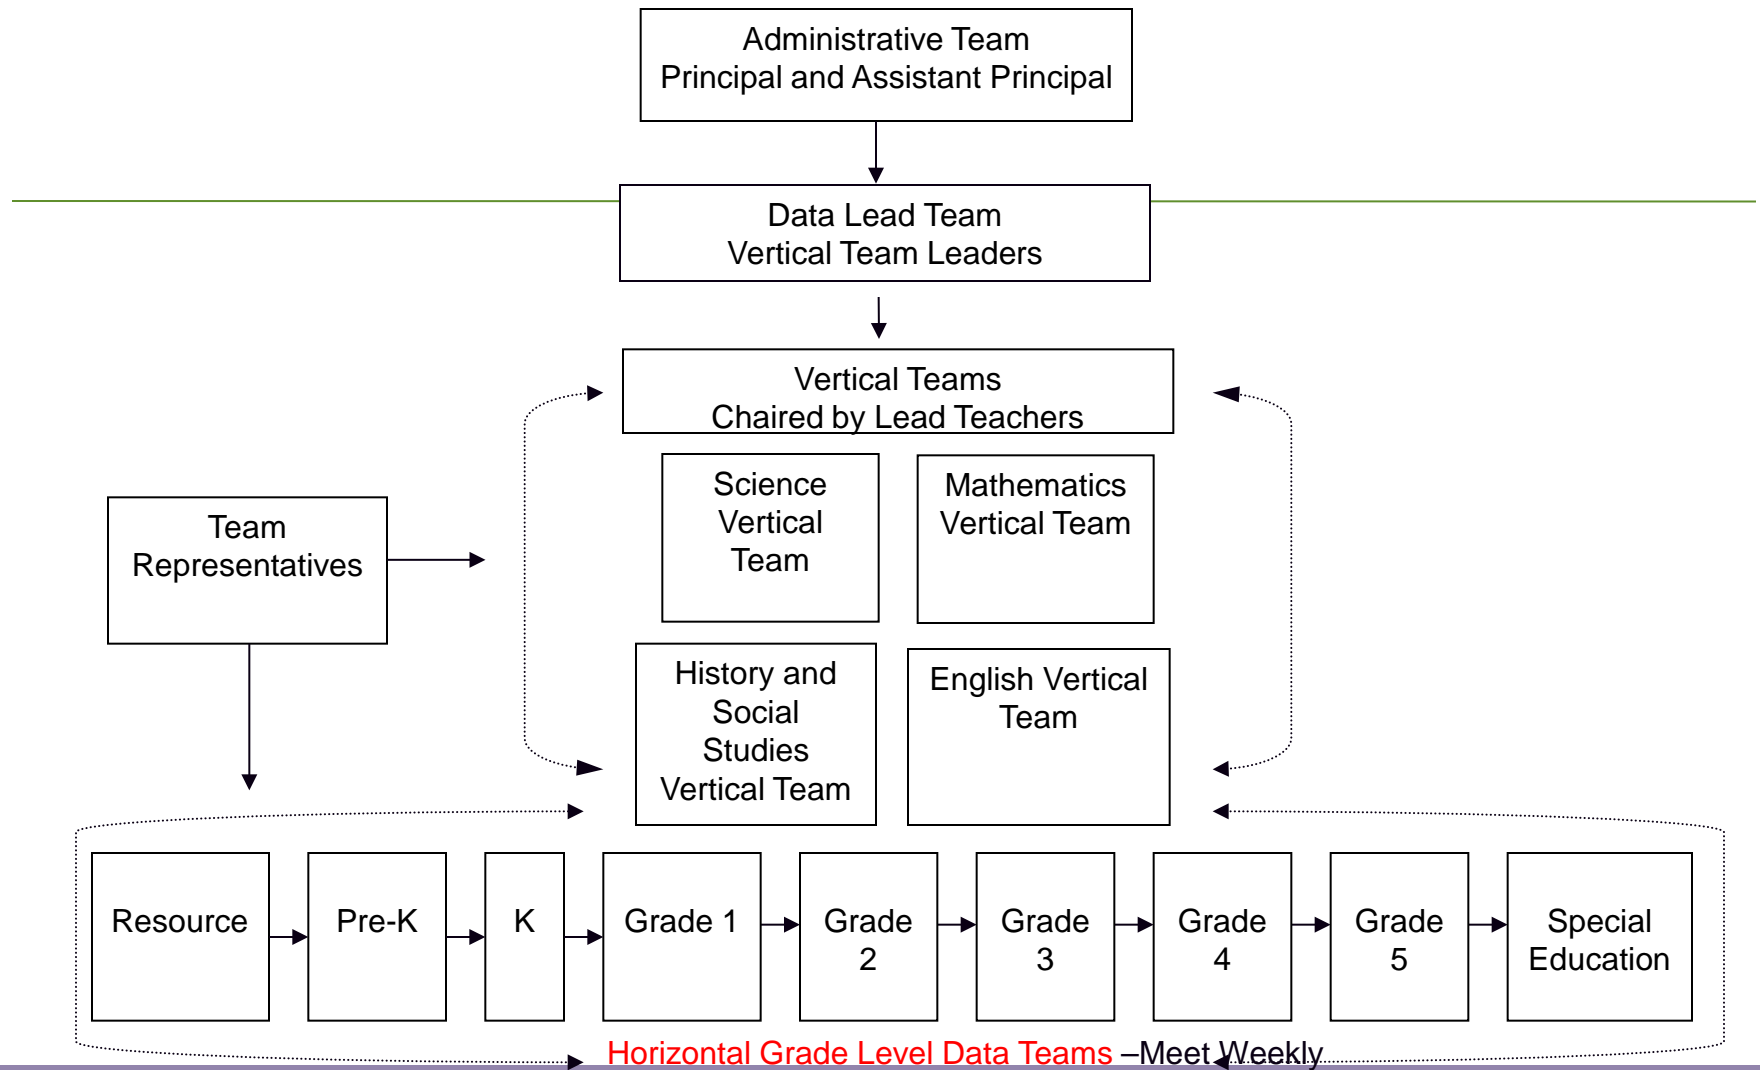 Administrative Team
Principal and Assistant Principal
Data Lead Team
Vertical Team Leaders
Vertical Teams
Chaired by Lead Teachers
Science
Vertical
Team
Mathematics
Vertical Team
Team
Representatives
History and
Social
Studies
Vertical Team
English Vertical
Team
Resource
Pre-K
K
Grade 1
Grade
2
Grade
3
Grade
4
Grade
5
Special
Education
Horizontal Grade Level Data Teams –Meet Weekly